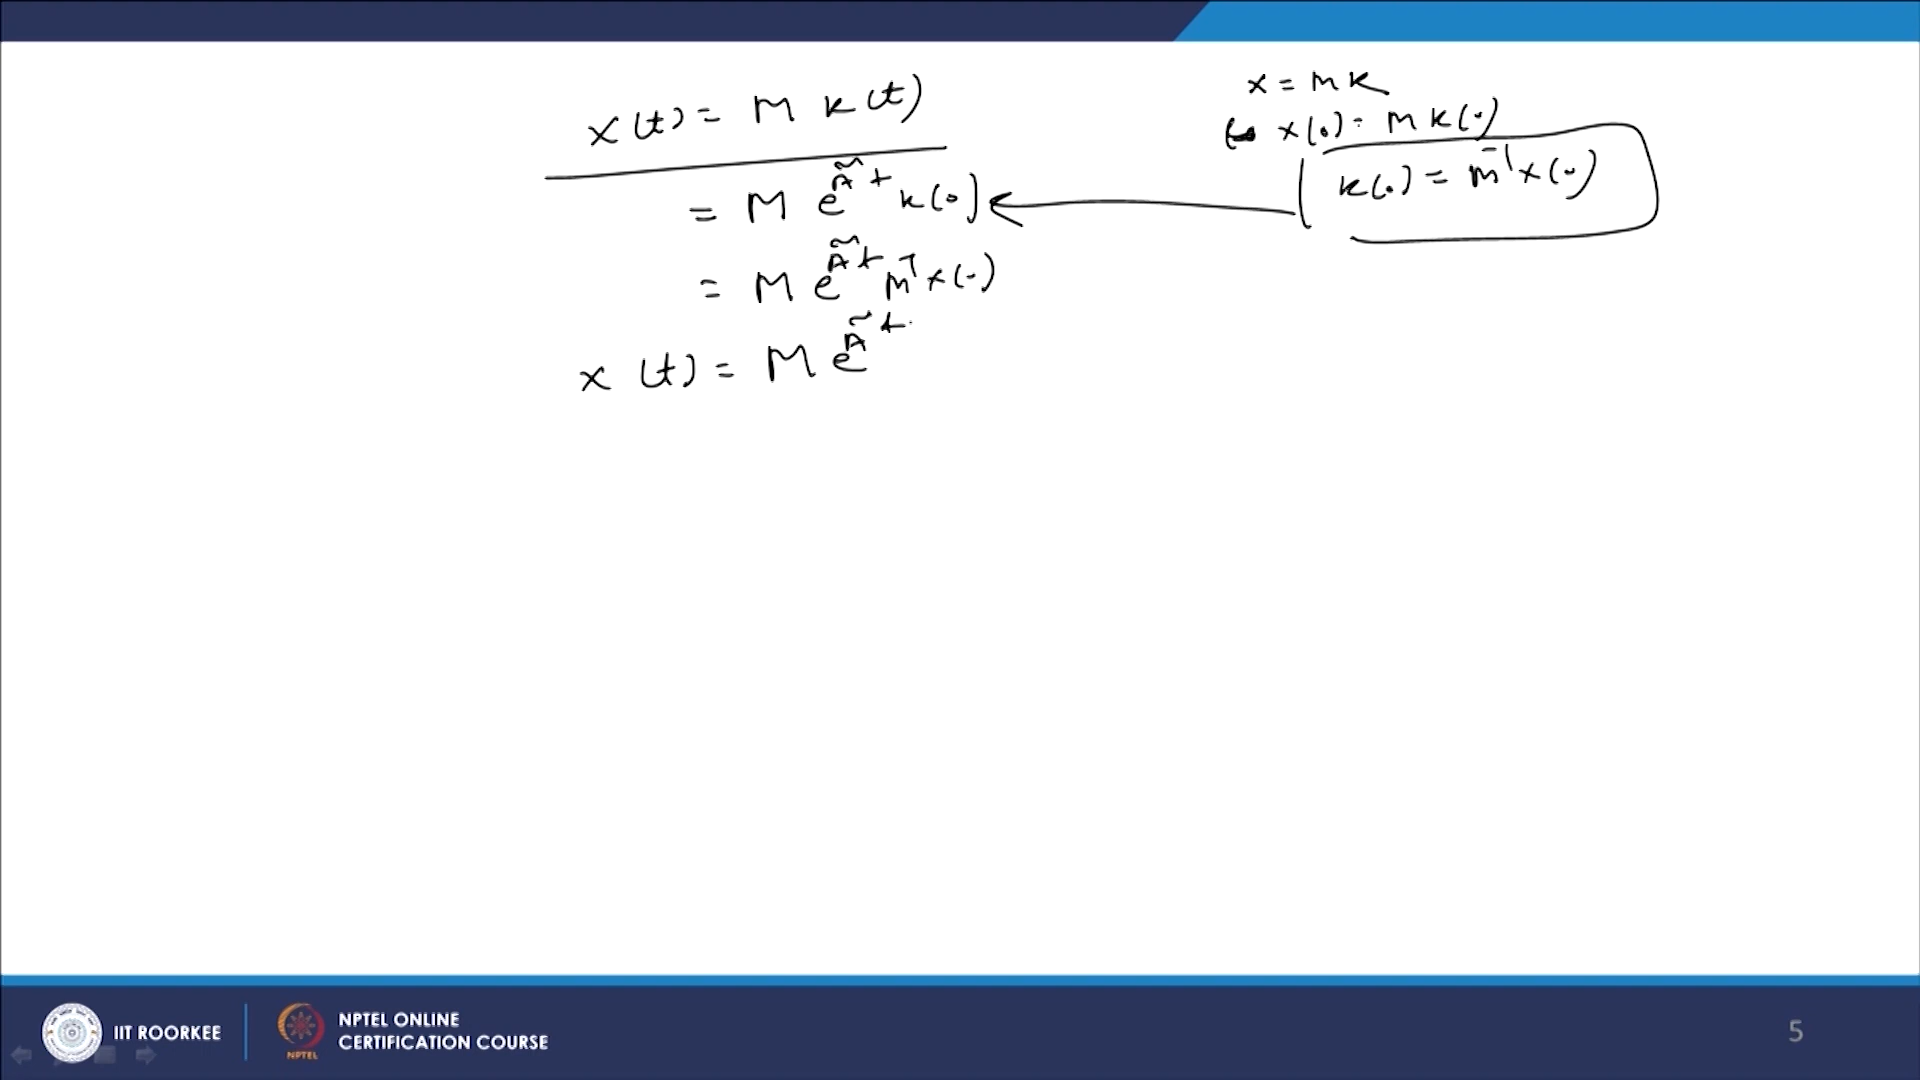 x(t) = M K(t)
= M e^{Ãt} K(0)
= M e^{Ãt} M⁻¹ x(0)
x(t) = M e^{Ãt}
x = M K
x(0) = M K(0)
K(0) = M⁻¹ x(0)
IIT ROORKEE
NPTEL
NPTEL ONLINE
CERTIFICATION COURSE
5